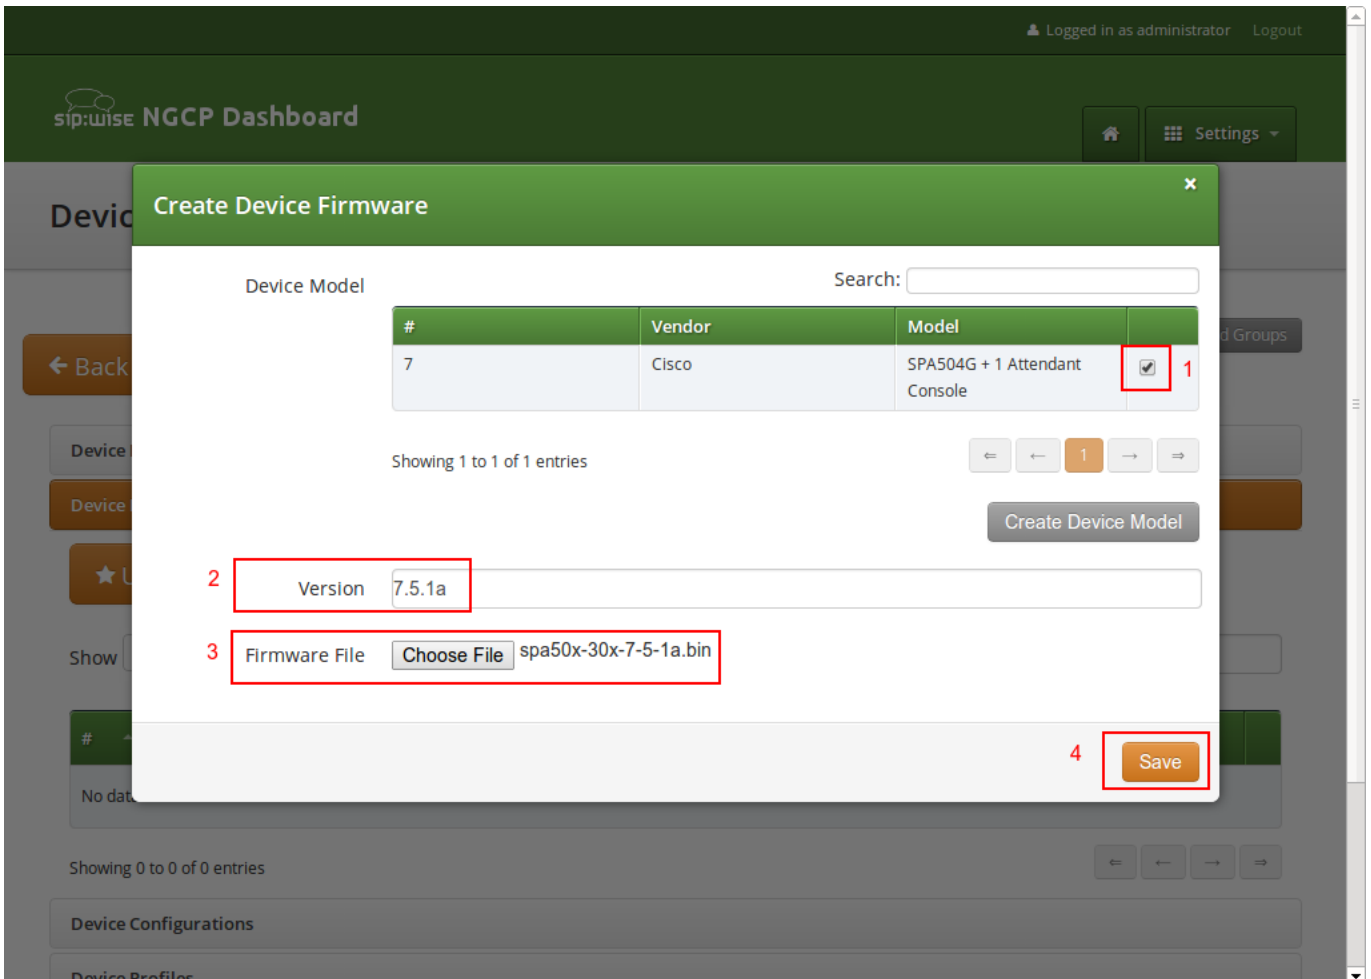 Logged in as administrator Logout
sip:wise NGCP Dashboard
Settings
Devic
Create Device Firmware
×
Device Model
Search:
# Vendor Model
7 Cisco SPA504G + 1 Attendant
Console
1
d Groups
← Back
Showing 1 to 1 of 1 entries
⇐ ← 1 → ⇒
Device
Device
Create Device Model
U
2 Version 7.5.1a
3 Firmware File Choose File spa50x-30x-7-5-1a.bin
Show
#
4 Save
No dat
Showing 0 to 0 of 0 entries
⇐ ← → ⇒
Device Configurations
Device Profiles